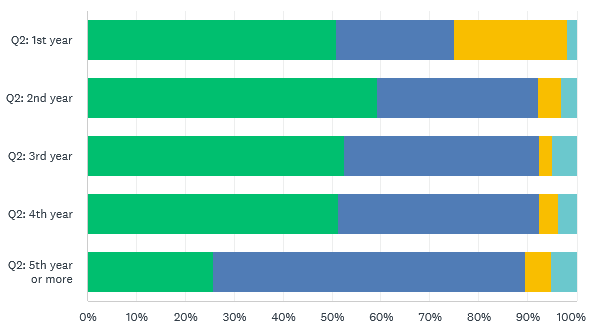 Q2: 1st year
Q2: 2nd year
Q2: 3rd year
Q2: 4th year
Q2: 5th year
or more
0% 10% 20% 30% 40% 50% 60% 70% 80% 90% 100%